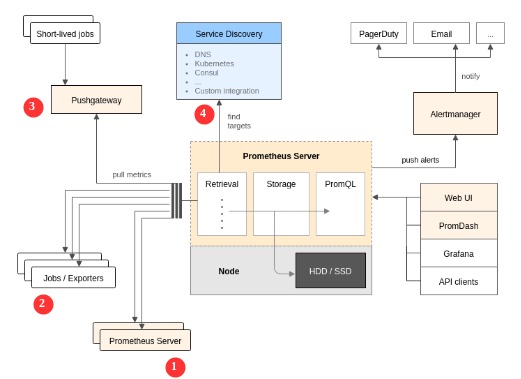 Short-lived jobs
Service Discovery
• DNS
• Kubernetes
• Consul
• ...
• Custom integration
PagerDuty
Email
...
3
Pushgateway
4
find
targets
notify
Alertmanager
Prometheus Server
push alerts
pull metrics
Retrieval
Storage
PromQL
Web UI
PromDash
Grafana
API clients
Node
HDD / SSD
Jobs / Exporters
2
Prometheus Server
1